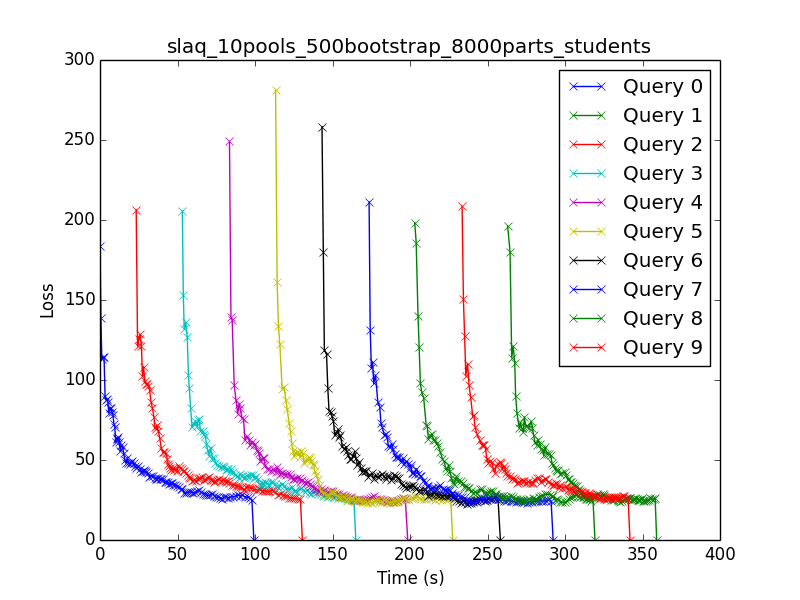 slaq_10pools_500bootstrap_8000parts_students
300
250
200
150
100
50
0
Loss
Query 0
Query 1
Query 2
Query 3
Query 4
Query 5
Query 6
Query 7
Query 8
Query 9
0 50 100 150 200 250 300 350 400
Time (s)